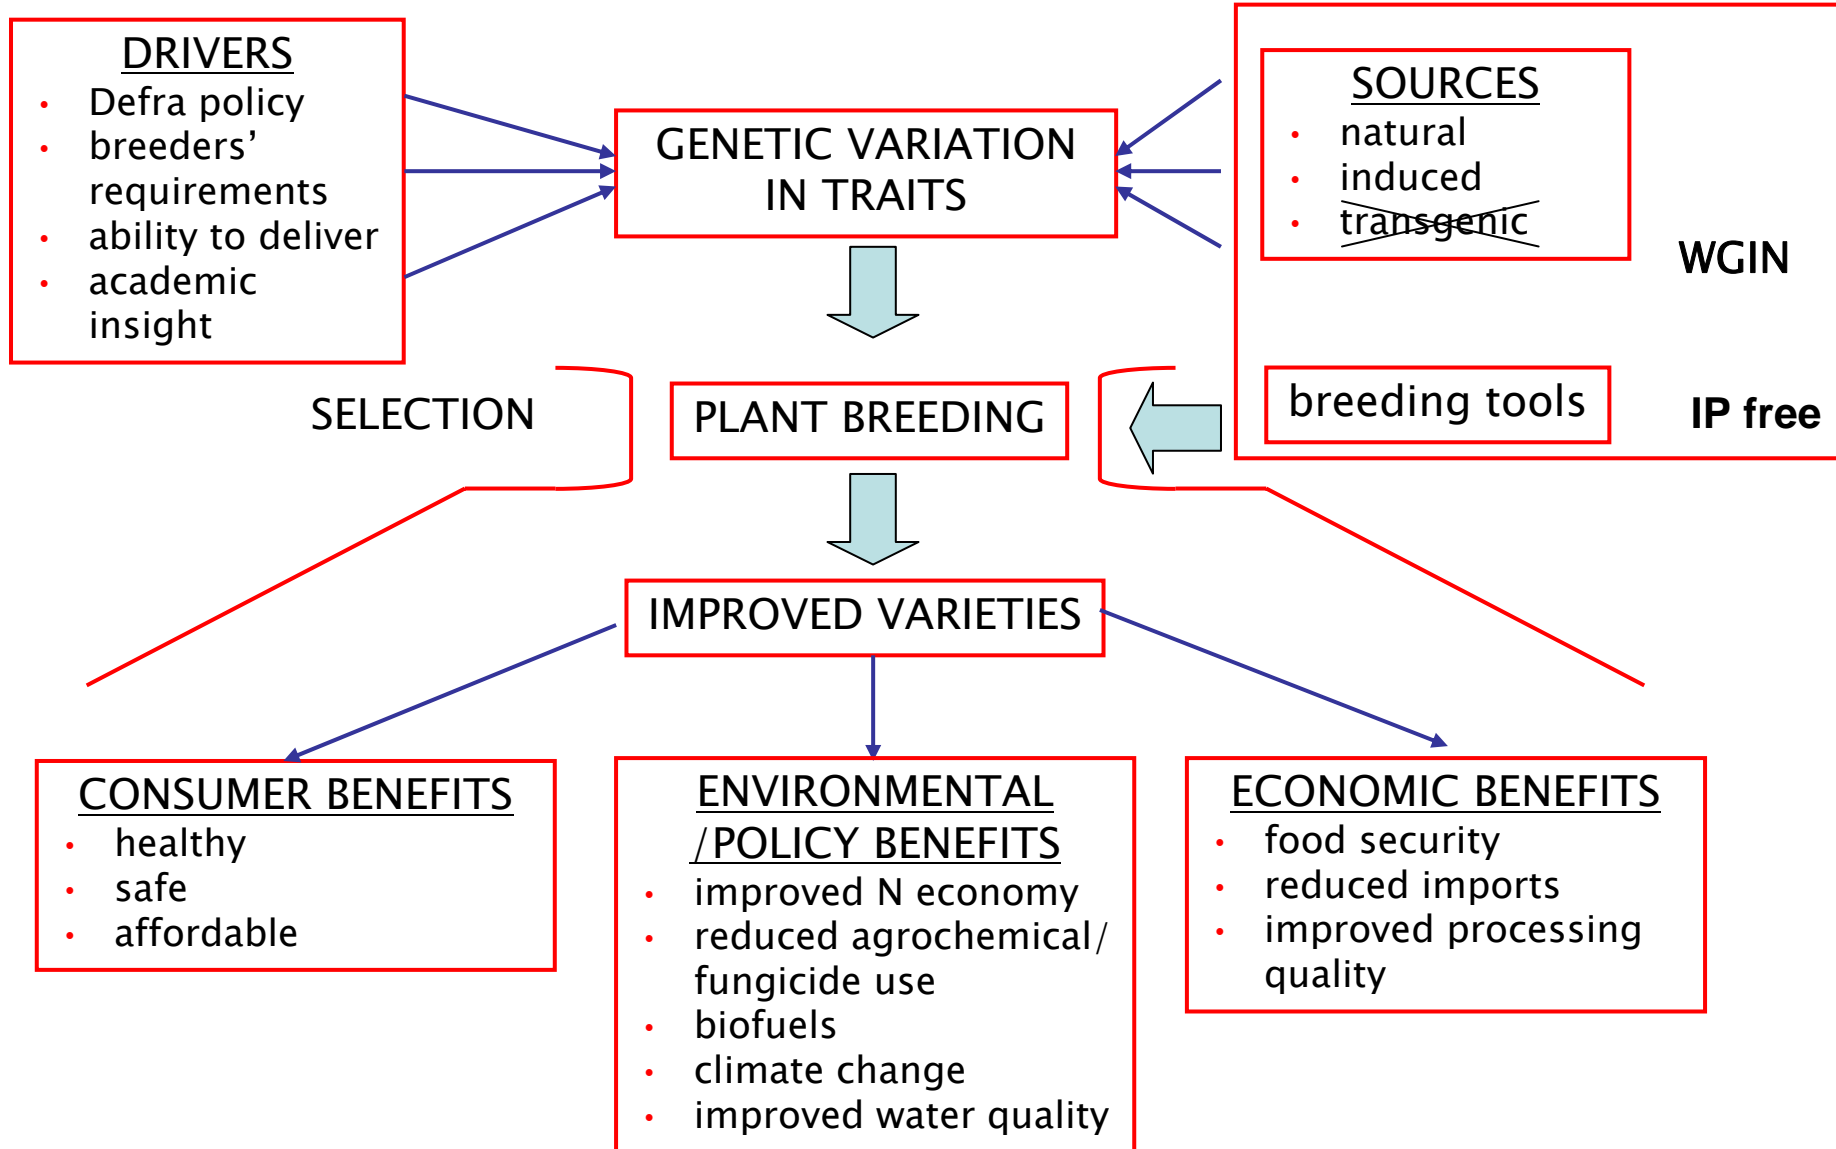 DRIVERS
• Defra policy
• breeders’
requirements
• ability to deliver
• academic
insight
GENETIC VARIATION
IN TRAITS
SOURCES
• natural
• induced
• transgenic
WGIN
SELECTION
PLANT BREEDING
breeding tools
IP free
IMPROVED VARIETIES
CONSUMER BENEFITS
• healthy
• safe
• affordable
ENVIRONMENTAL
/POLICY BENEFITS
• improved N economy
• reduced agrochemical/
fungicide use
• biofuels
• climate change
• improved water quality
ECONOMIC BENEFITS
• food security
• reduced imports
• improved processing
quality